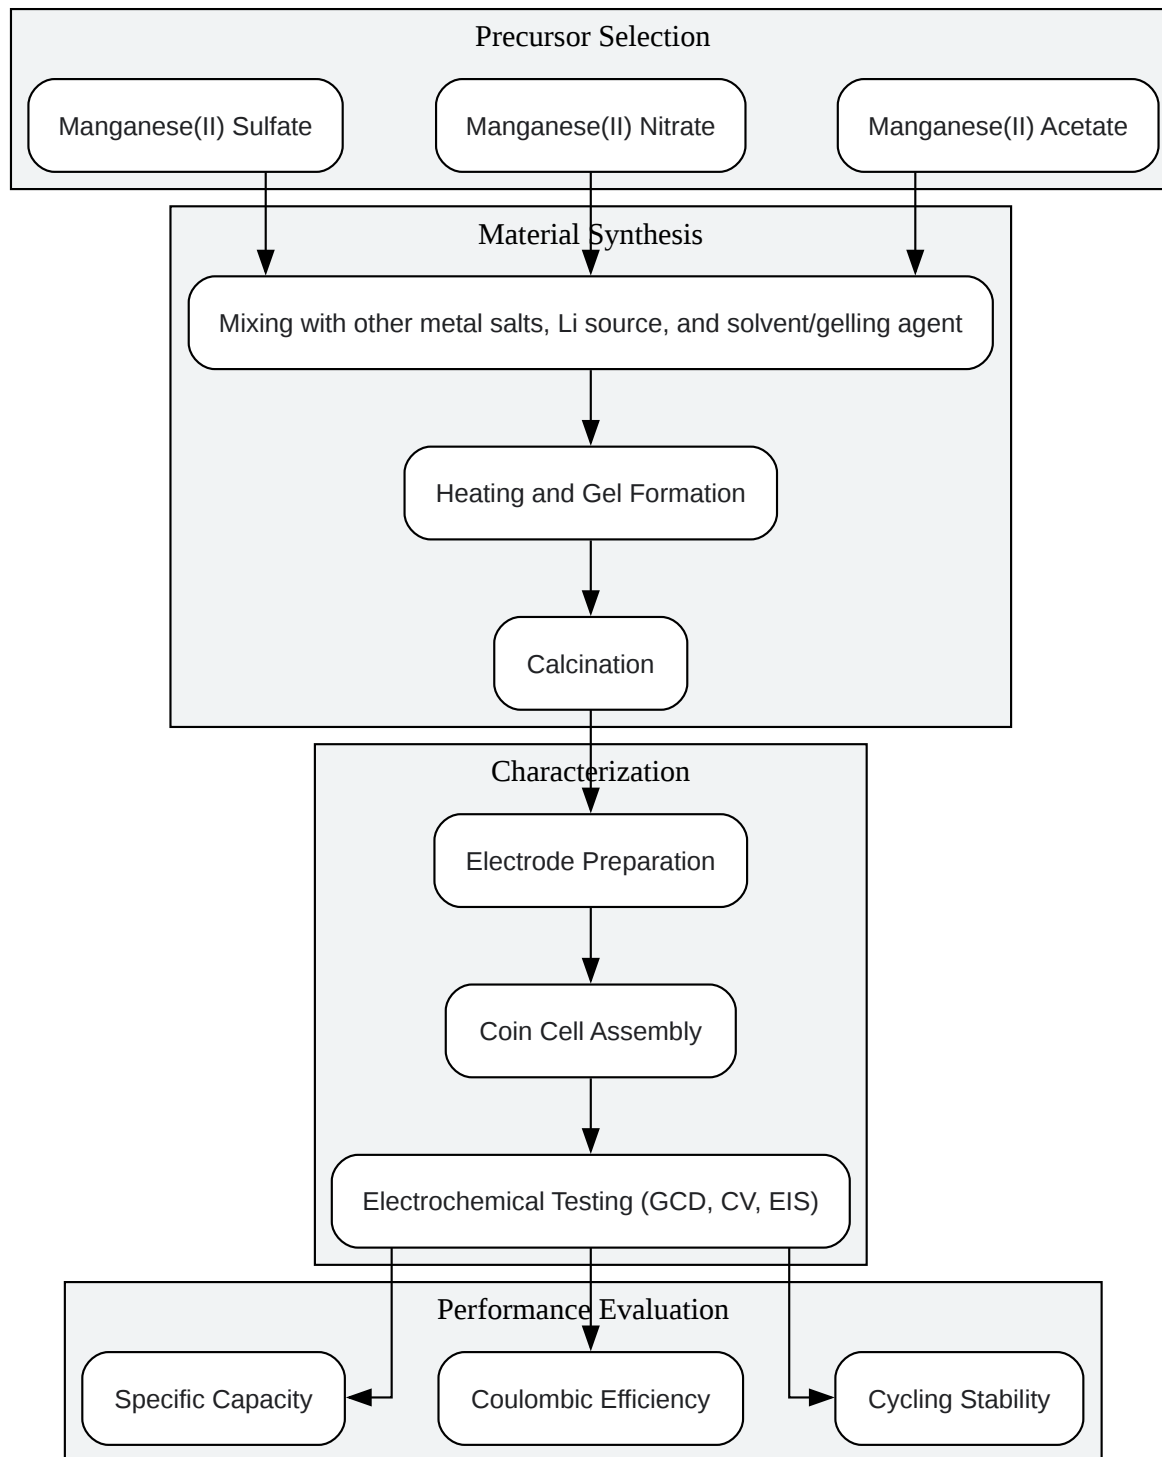 Precursor Selection
Manganese(II) Sulfate
Manganese(II) Nitrate
Manganese(II) Acetate
Material Synthesis
Mixing with other metal salts, Li source, and solvent/gelling agent
Heating and Gel Formation
Calcination
Characterization
Electrode Preparation
Coin Cell Assembly
Electrochemical Testing (GCD, CV, EIS)
Performance Evaluation
Specific Capacity
Coulombic Efficiency
Cycling Stability